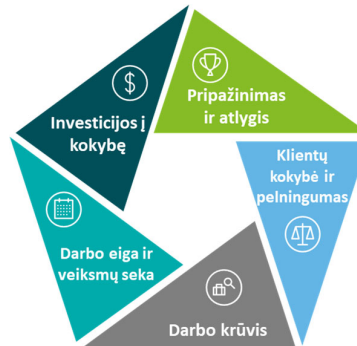 Pripažinimas
ir atlygis
Investicijos į
kokybę
Klientų
kokybė ir
pelningumas
Darbo eiga ir
veiksmų seka
Darbo krūvis